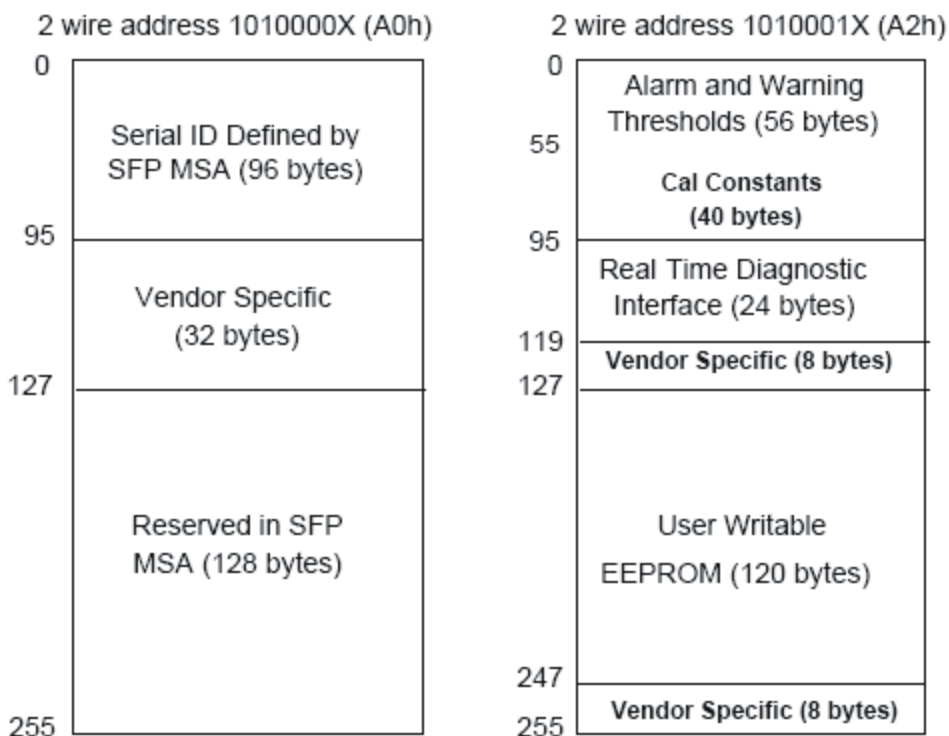 2 wire address 1010000X (A0h)
0
Serial ID Defined by
SFP MSA (96 bytes)
95
Vendor Specific
(32 bytes)
127
Reserved in SFP
MSA (128 bytes)
255
2 wire address 1010001X (A2h)
0
Alarm and Warning
Thresholds (56 bytes)
55
Cal Constants
(40 bytes)
95
Real Time Diagnostic
Interface (24 bytes)
119
Vendor Specific (8 bytes)
127
User Writable
EEPROM (120 bytes)
247
Vendor Specific (8 bytes)
255